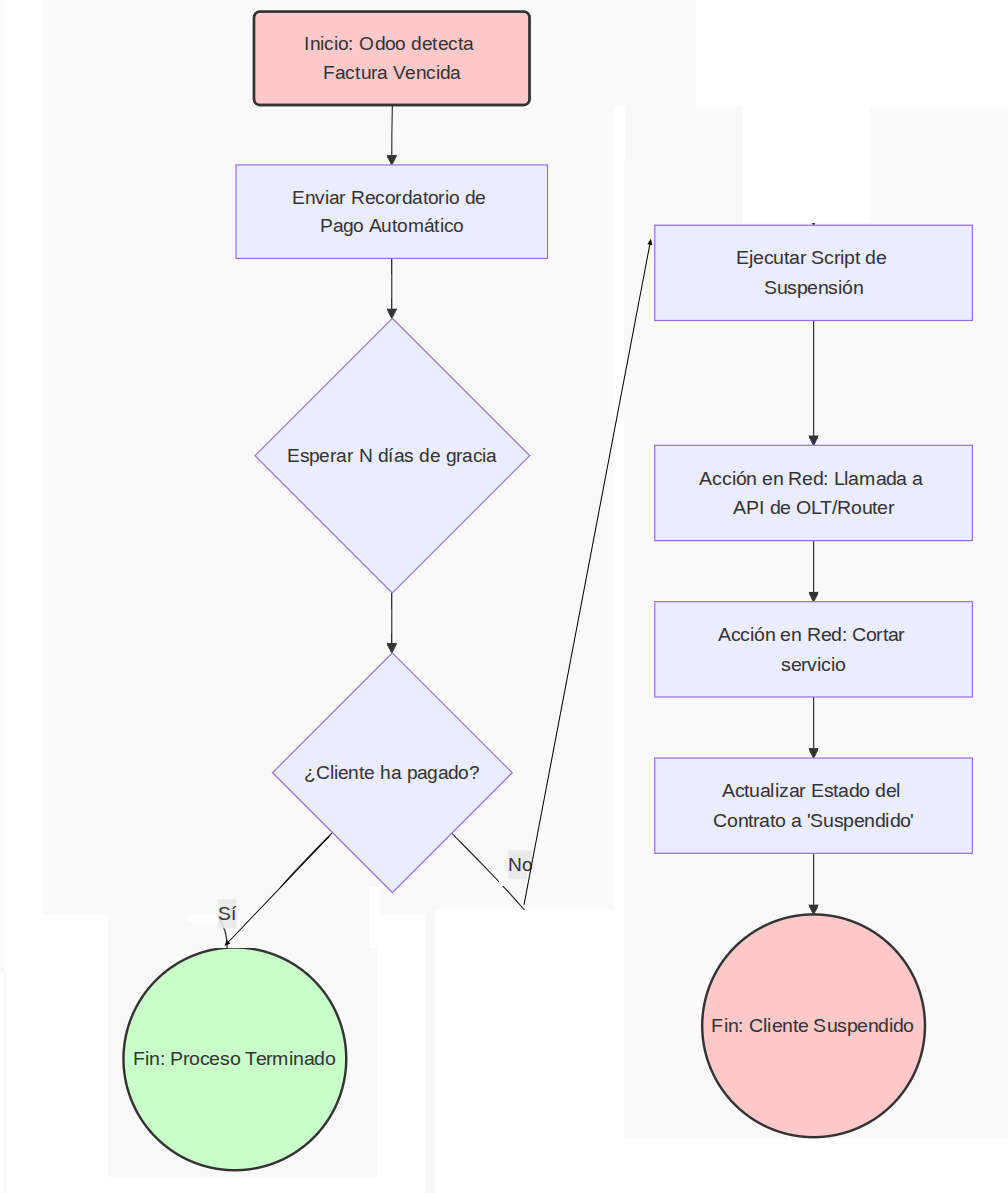 Inicio: Odoo detecta
Factura Vencida
Enviar Recordatorio de
Pago Automático
Esperar N días de gracia
¿Cliente ha pagado?
Sí
No
Fin: Proceso Terminado
Ejecutar Script de
Suspensión
Acción en Red: Llamada a
API de OLT/Router
Acción en Red: Cortar
servicio
Actualizar Estado del
Contrato a 'Suspendido'
Fin: Cliente Suspendido